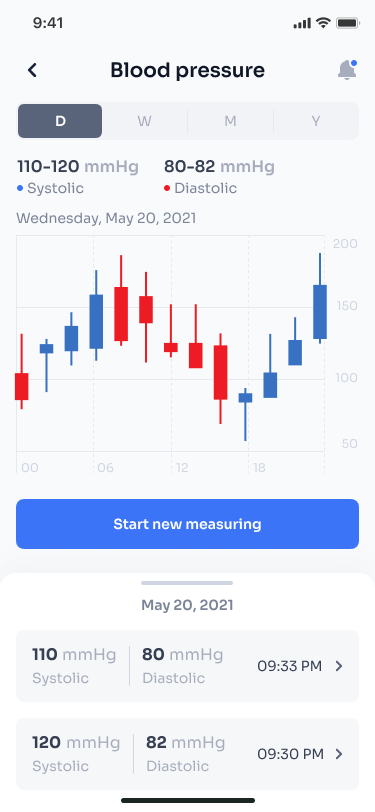 9:41
Blood pressure
D W M Y
110-120 mmHg 80-82 mmHg
Systolic Diastolic
Wednesday, May 20, 2021
200
150
100
50
00 06 12 18
Start new measuring
May 20, 2021
110 mmHg 80 mmHg
09:33 PM
Systolic Diastolic
120 mmHg 82 mmHg
09:30 PM
Systolic Diastolic